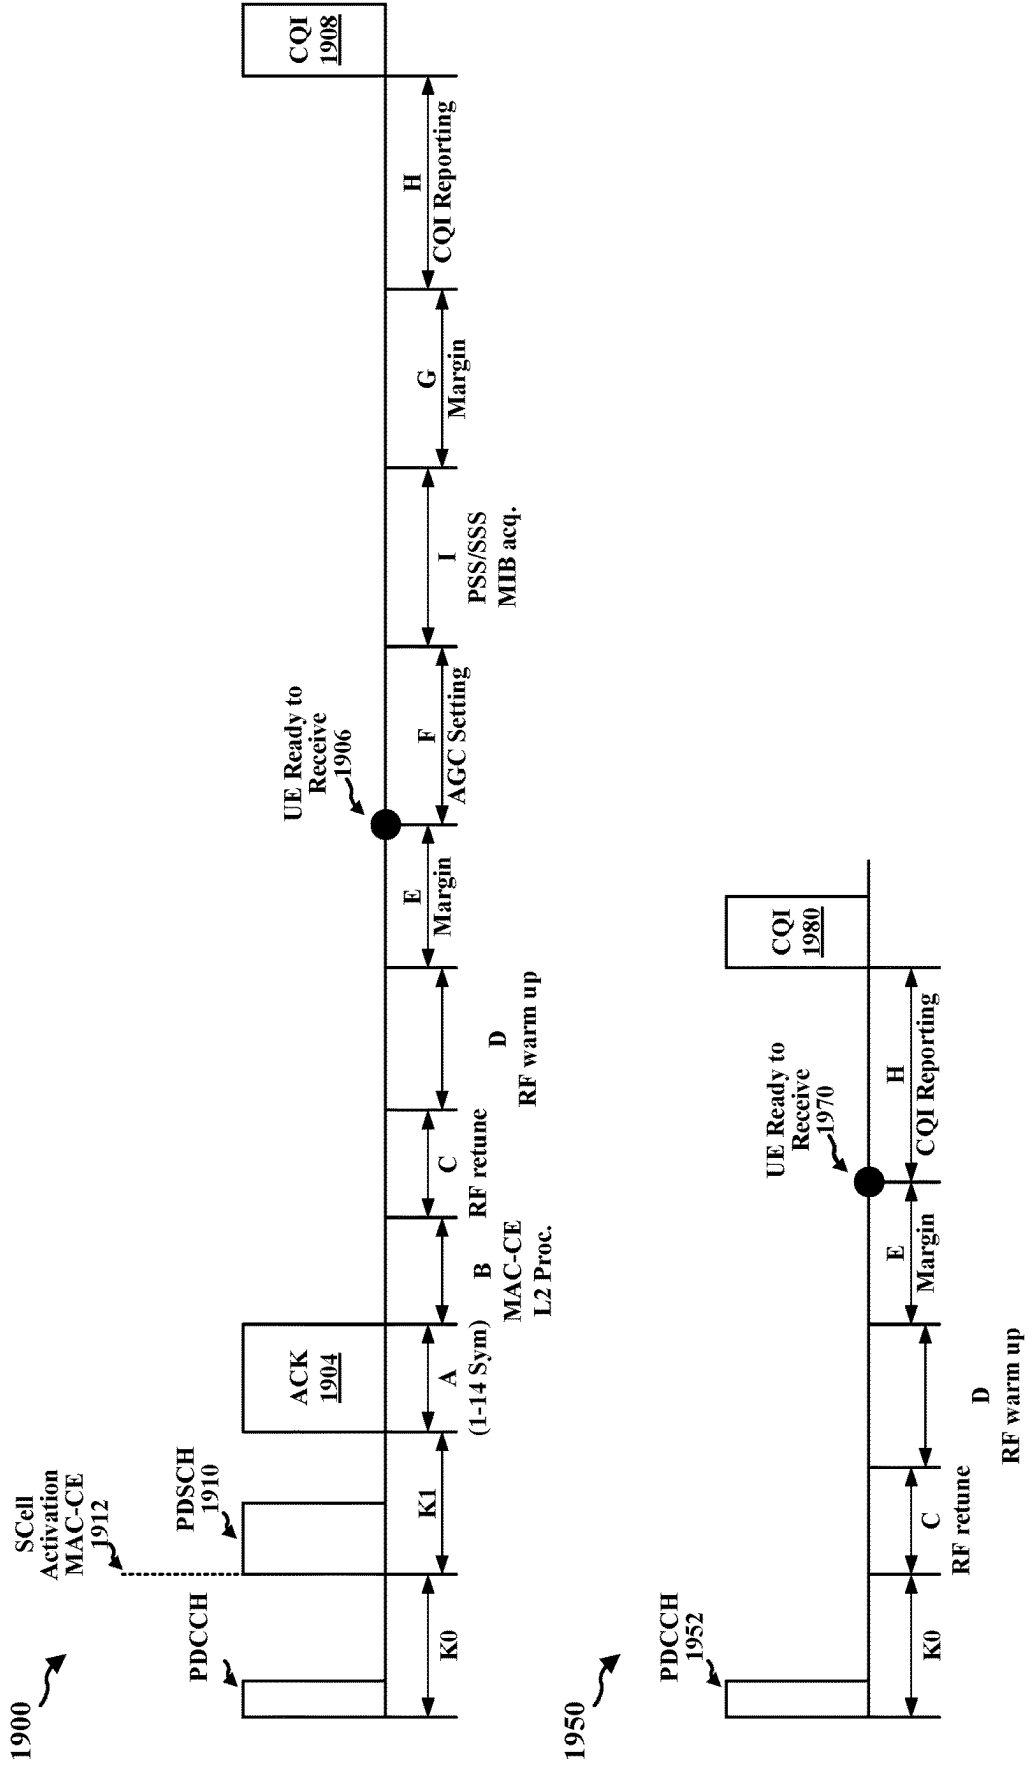 1900
PDCCH
SCell
Activation
MAC-CE
1912
PDSCH
1910
ACK
1904
UE Ready to
Receive
1906
CQI
1908
K0
K1
A
(1-14 Sym)
B
MAC-CE
L2 Proc.
C
RF retune
D
RF warm up
E
Margin
F
AGC Setting
I
PSS/SSS
MIB acq.
G
Margin
H
CQI Reporting
1950
PDCCH
1952
UE Ready to
Receive
1970
CQI
1980
K0
C
RF retune
D
RF warm up
E
Margin
H
CQI Reporting